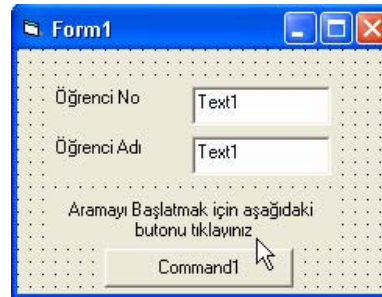 Form1
Öğrenci No Text1
Öğrenci Adı Text1
Aramayı Başlatmak için aşağıdaki
butonu tıklayınız
Command1